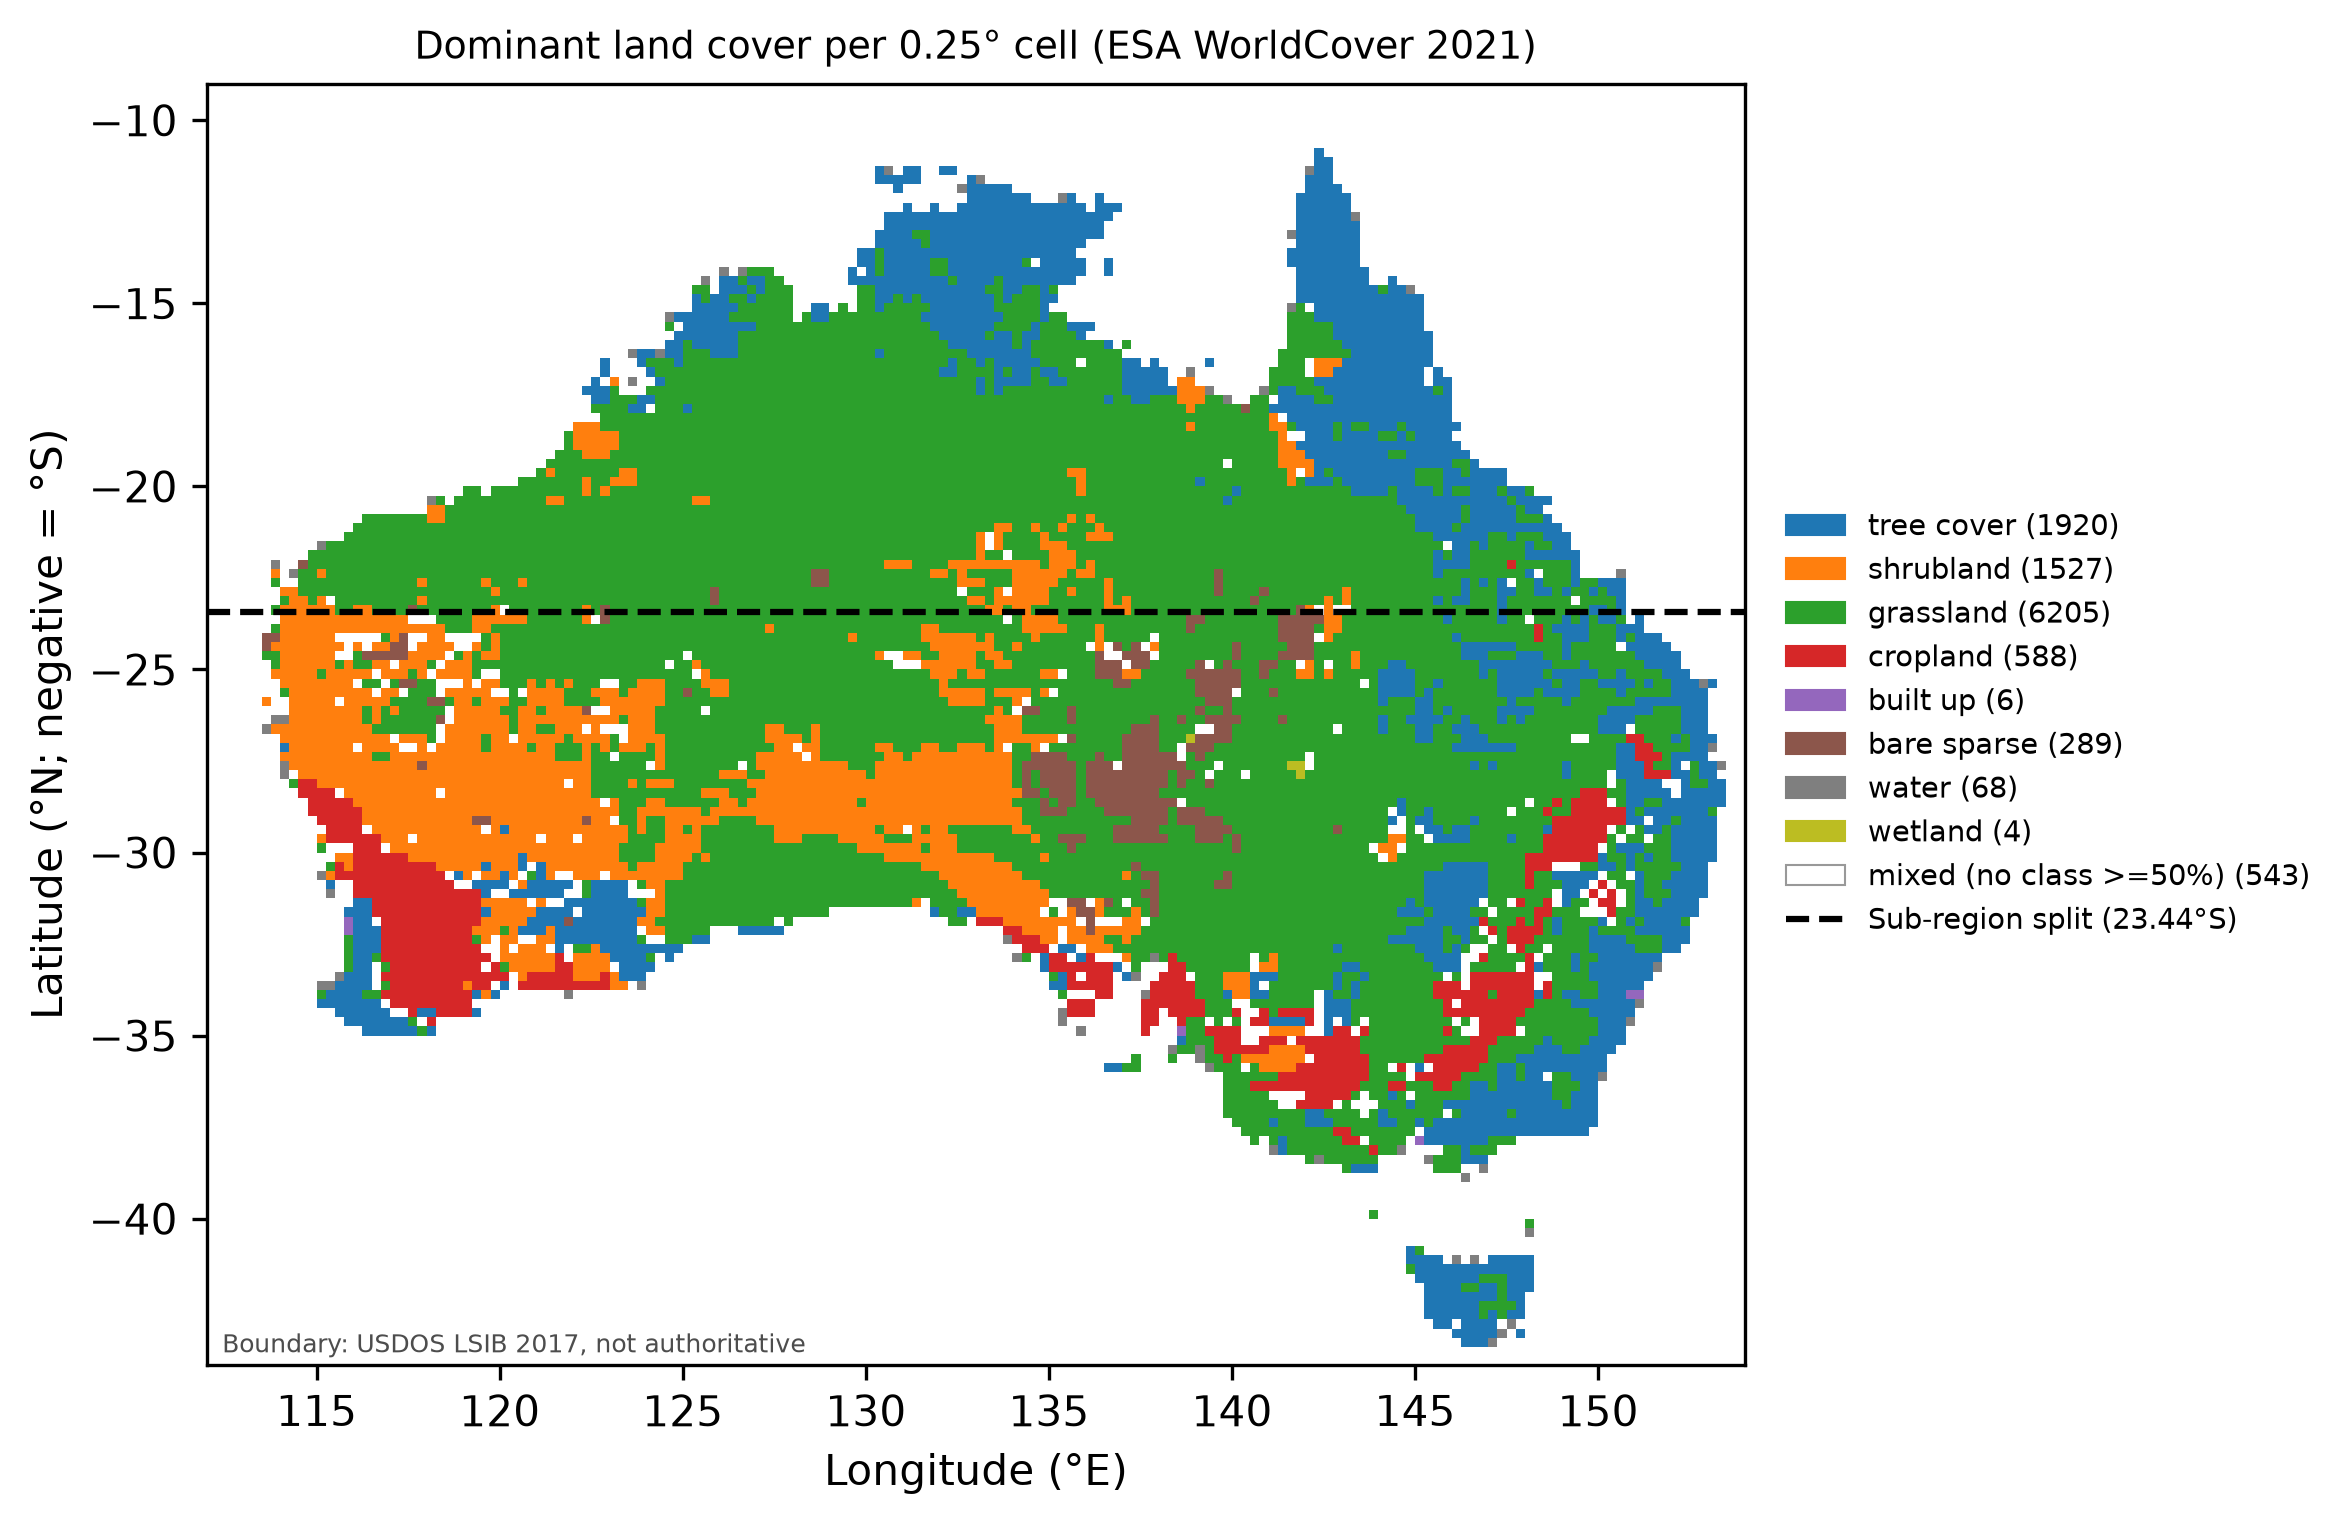 Dominant land cover per 0.25° cell (ESA WorldCover 2021)
Latitude (°N; negative = °S)
−10
−15
−20
−25
−30
−35
−40
tree cover (1920)
shrubland (1527)
grassland (6205)
cropland (588)
built up (6)
bare sparse (289)
water (68)
wetland (4)
mixed (no class >=50%) (543)
Sub-region split (23.44°S)
Boundary: USDOS LSIB 2017, not authoritative
115 120 125 130 135 140 145 150
Longitude (°E)